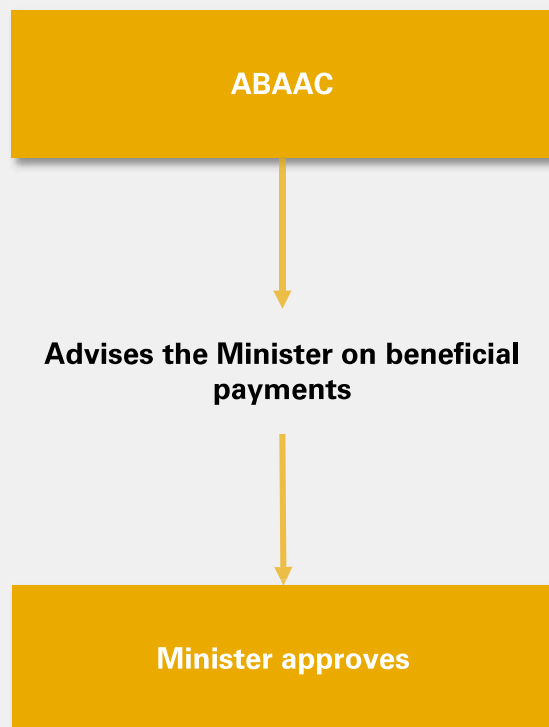 ABAAC
Advises the Minister on beneficial
payments
Minister approves